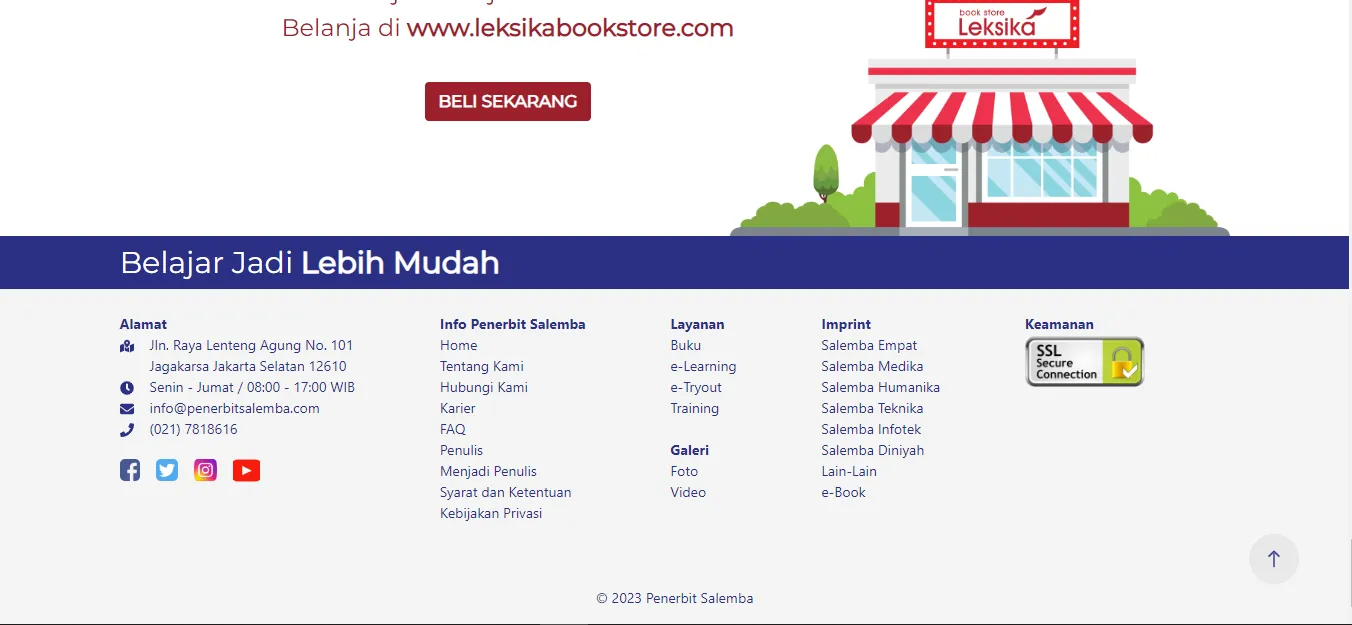 Belanja di www.leksikabookstore.com
BELI SEKARANG
book store
Leksika
Belajar Jadi Lebih Mudah
Alamat
Jln. Raya Lenteng Agung No. 101
Jagakarsa Jakarta Selatan 12610
Senin - Jumat / 08:00 - 17:00 WIB
info@penerbitsalemba.com
(021) 7818616
Info Penerbit Salemba
Home
Tentang Kami
Hubungi Kami
Karier
FAQ
Penulis
Menjadi Penulis
Syarat dan Ketentuan
Kebijakan Privasi
Layanan
Buku
e-Learning
e-Tryout
Training
Galeri
Foto
Video
Imprint
Salemba Empat
Salemba Medika
Salemba Humanika
Salemba Teknika
Salemba Infotek
Salemba Diniyah
Lain-Lain
e-Book
Keamanan
SSL
Secure
Connection
© 2023 Penerbit Salemba